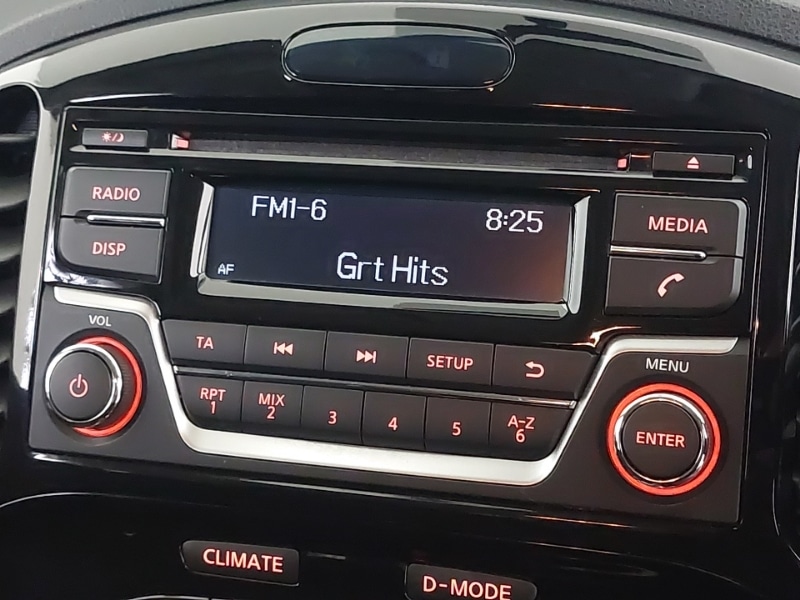 RADIO
DISP
FM1-6
8:25
AF
Grt Hits
MEDIA
VOL
TA
SETUP
RPT
1
MIX
2
3
4
5
A-Z
6
MENU
ENTER
CLIMATE
D-MODE